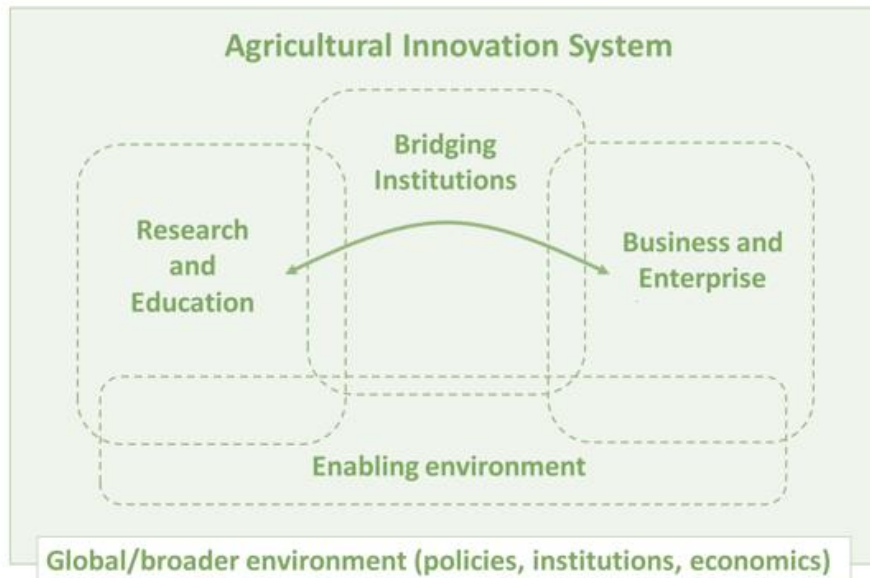 Agricultural Innovation System
Bridging
Institutions
Research
and
Education
Business and
Enterprise
Enabling environment
Global/broader environment (policies, institutions, economics)